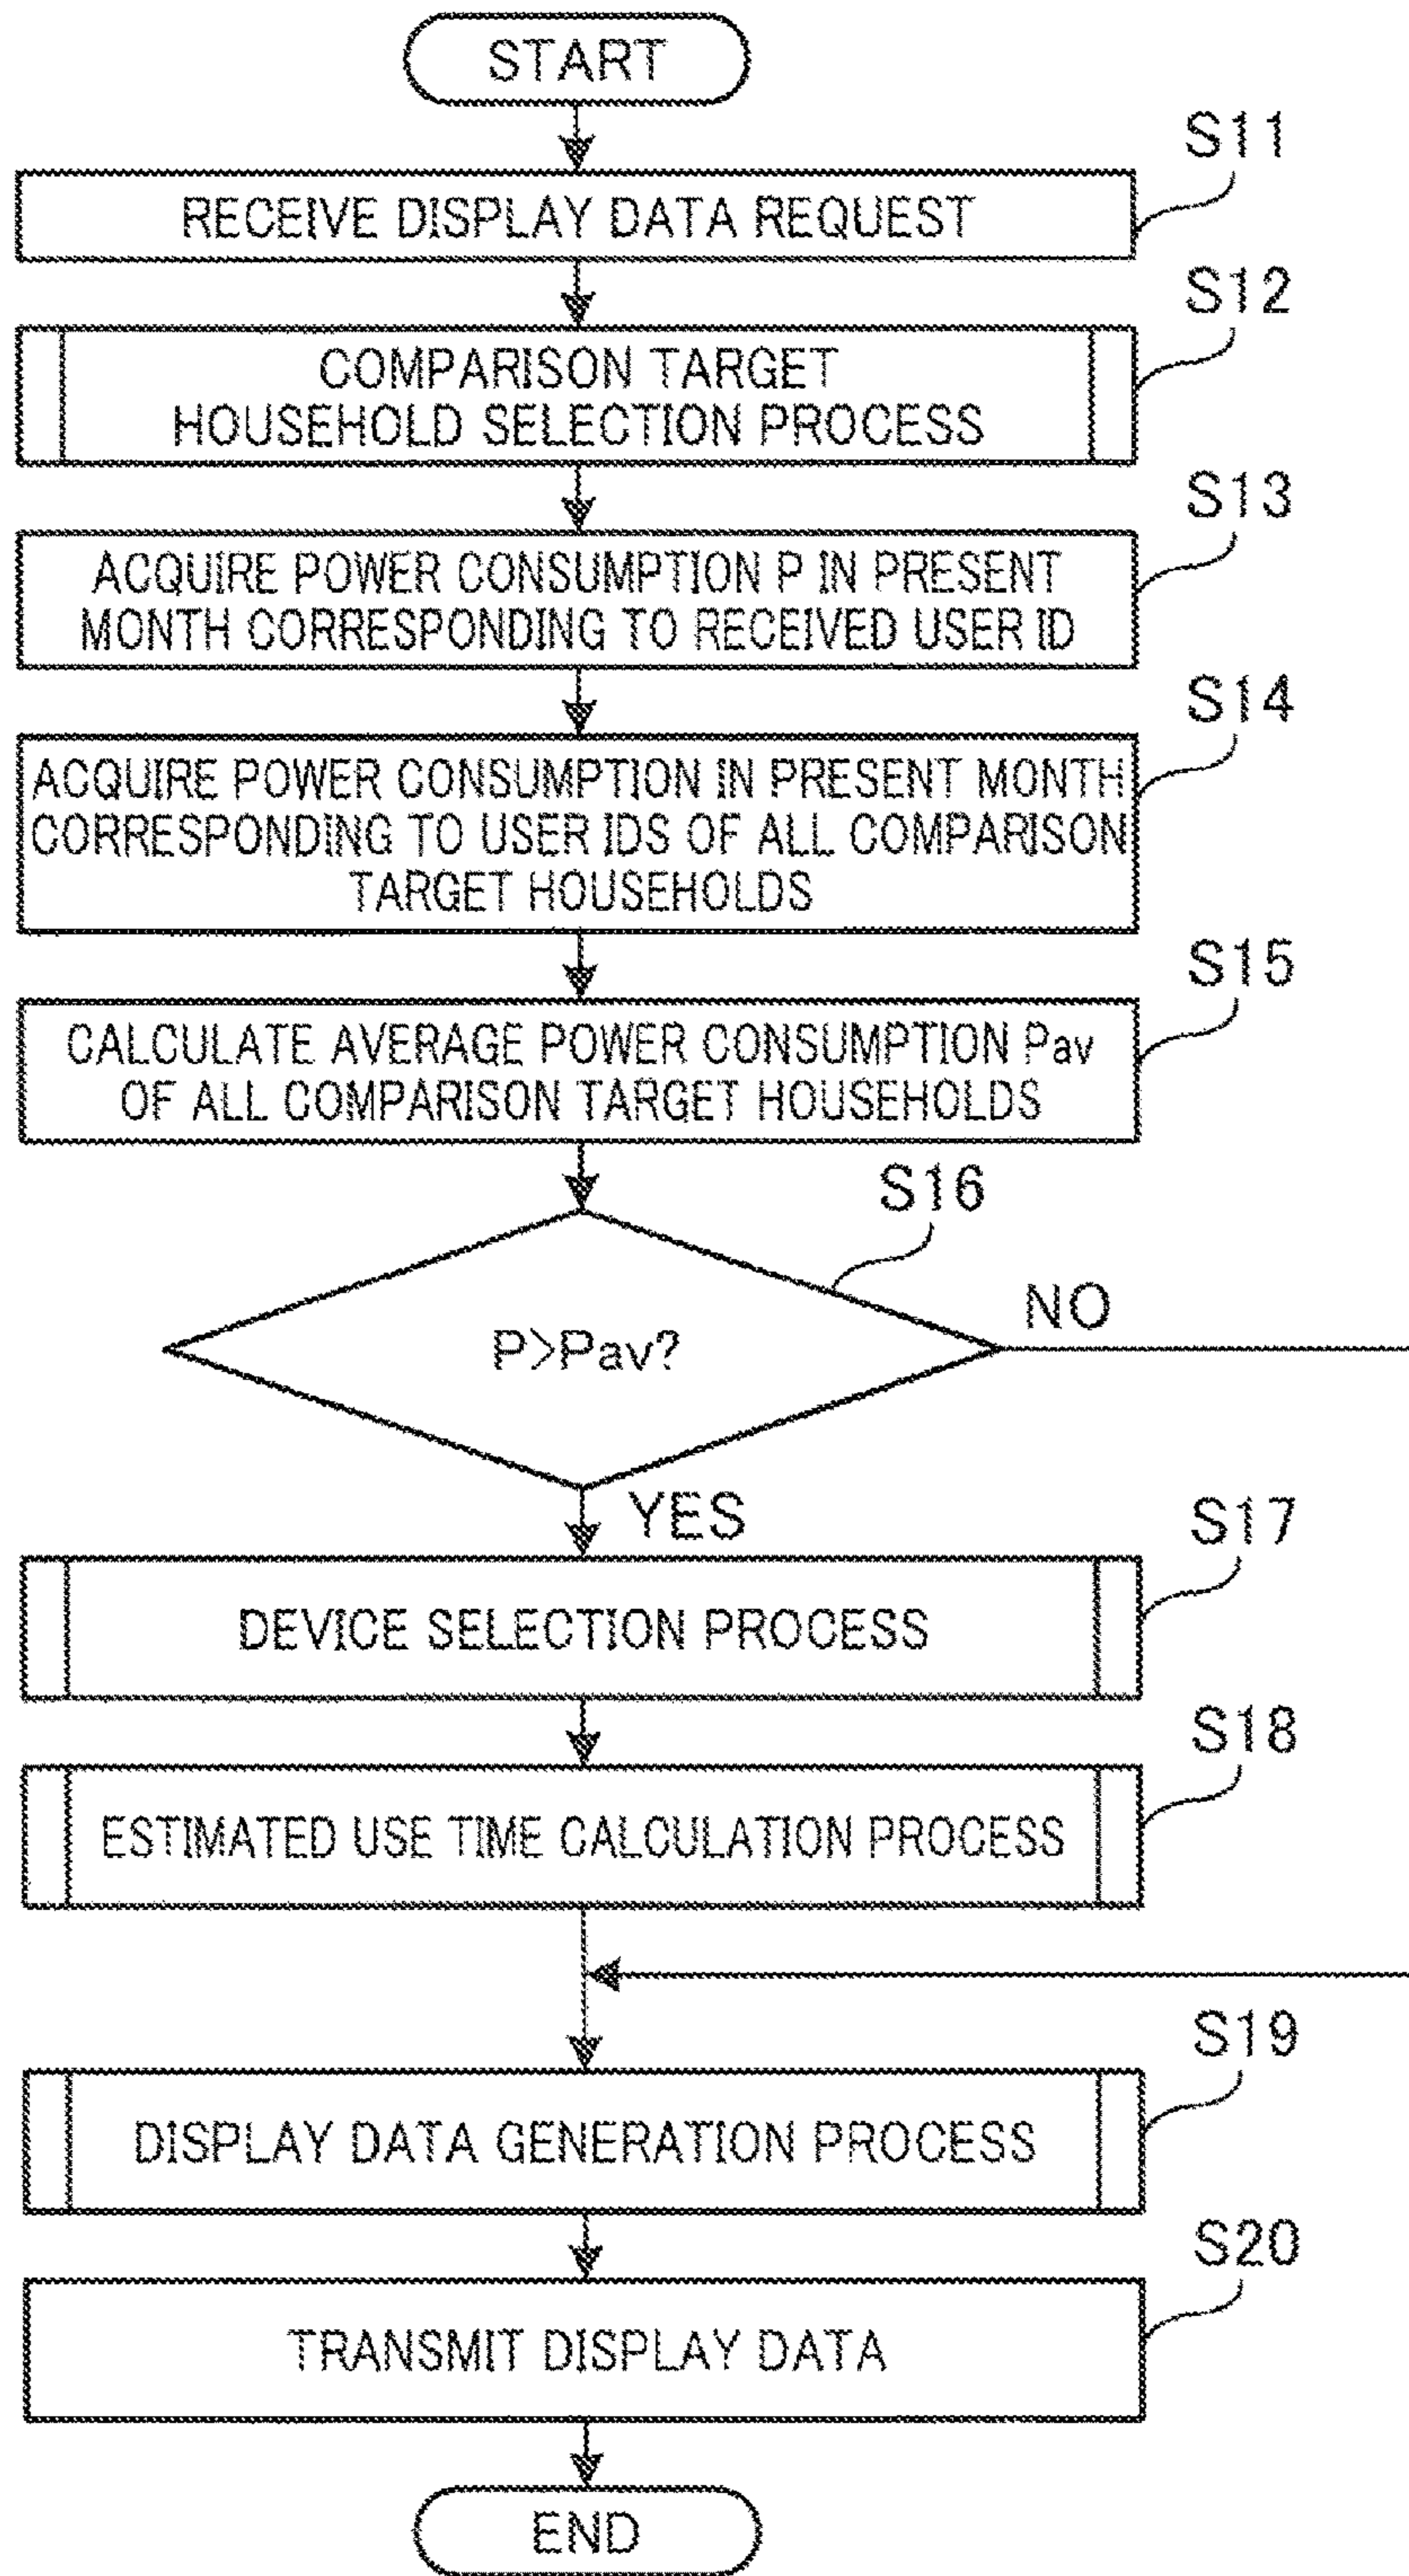 START
S11
RECEIVE DISPLAY DATA REQUEST
S12
COMPARISON TARGET
HOUSEHOLD SELECTION PROCESS
S13
ACQUIRE POWER CONSUMPTION P IN PRESENT
MONTH CORRESPONDING TO RECEIVED USER ID
S14
ACQUIRE POWER CONSUMPTION IN PRESENT MONTH
CORRESPONDING TO USER IDS OF ALL COMPARISON
TARGET HOUSEHOLDS
S15
CALCULATE AVERAGE POWER CONSUMPTION Pav
OF ALL COMPARISON TARGET HOUSEHOLDS
S16
P>Pav?
NO
YES
S17
DEVICE SELECTION PROCESS
S18
ESTIMATED USE TIME CALCULATION PROCESS
S19
DISPLAY DATA GENERATION PROCESS
S20
TRANSMIT DISPLAY DATA
END